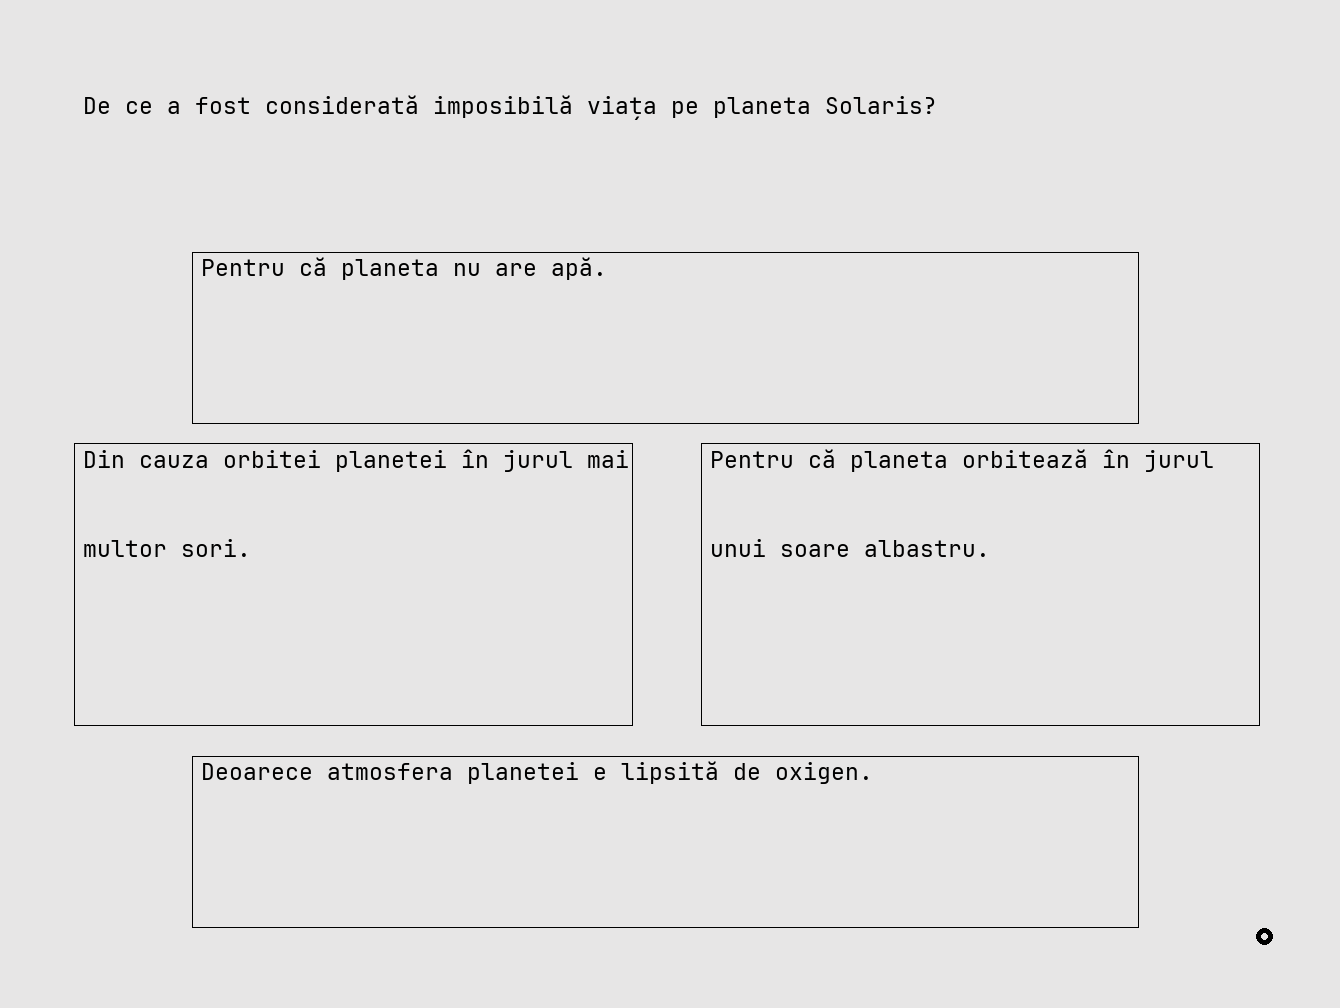 De ce a fost considerată imposibilă viața pe planeta Solaris?
Pentru că planeta nu are apă.
Din cauza orbitei planetei în jurul mai
multor sori.
Pentru că planeta orbitează în jurul
unui soare albastru.
Deoarece atmosfera planetei e lipsită de oxigen.